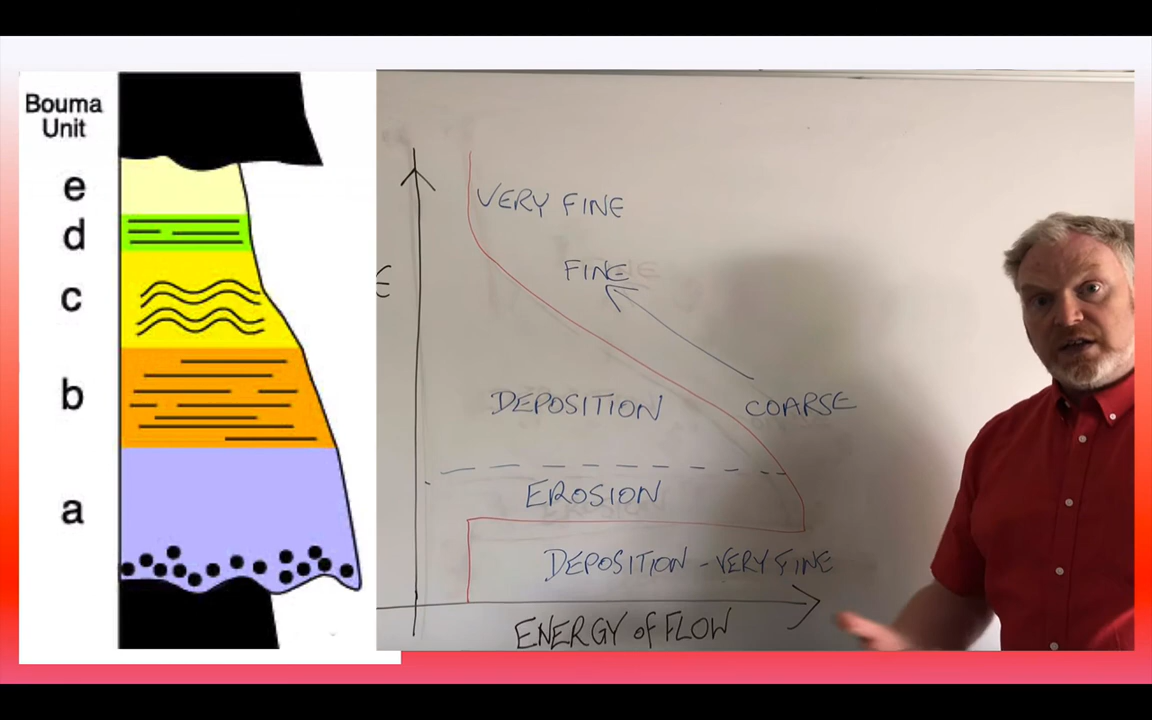 Bouma
Unit
e
d
c
b
a
E
VERY FINE
FINE
COARSE
DEPOSITION
EROSION
DEPOSITION - VERY FINE
ENERGY of FLOW